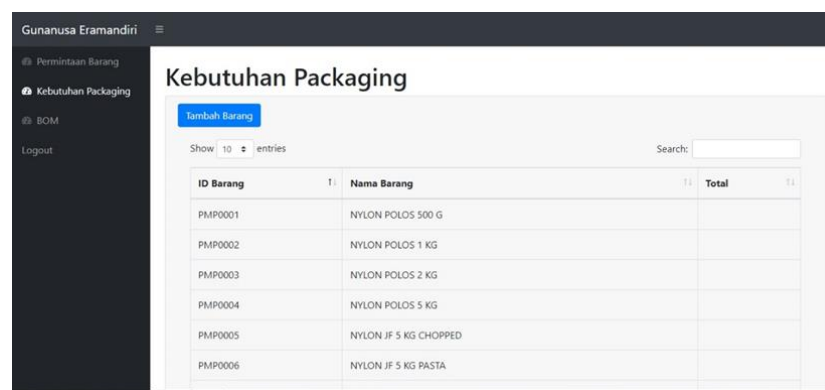 Gunanusa Eramandiri
Permintaan Barang
Kebutuhan Packaging
BOM
Logout
Kebutuhan Packaging
Tambah Barang
Show 10 entries
Search:
ID Barang Nama Barang Total
PMP0001 NYLON POLOS 500 G
PMP0002 NYLON POLOS 1 KG
PMP0003 NYLON POLOS 2 KG
PMP0004 NYLON POLOS 5 KG
PMP0005 NYLON JF 5 KG CHOPPED
PMP0006 NYLON JF 5 KG PASTA